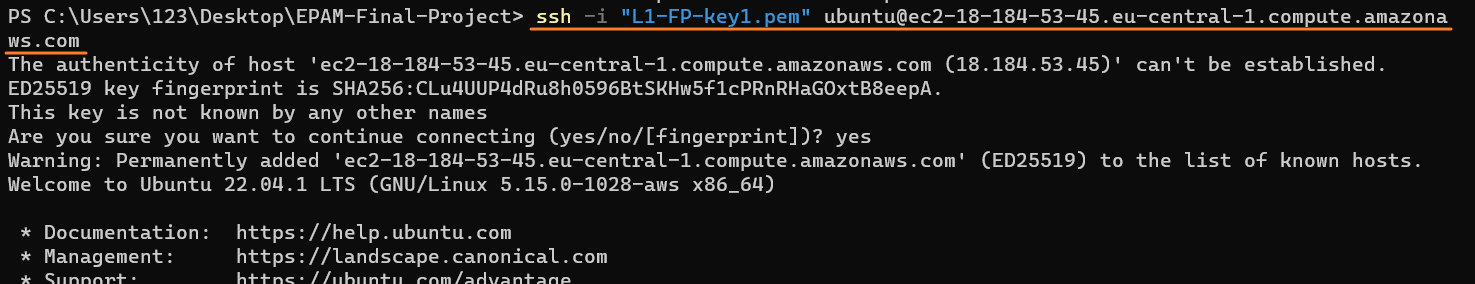 PS C:\Users\123\Desktop\EPAM-Final-Project> ssh -i "L1-FP-key1.pem" ubuntu@ec2-18-184-53-45.eu-central-1.compute.amazona
ws.com
The authenticity of host 'ec2-18-184-53-45.eu-central-1.compute.amazonaws.com (18.184.53.45)' can't be established.
ED25519 key fingerprint is SHA256:CLu4UUP4dRu8h0596BtSKHw5f1cPRnRHaGOxtB8eepA.
This key is not known by any other names
Are you sure you want to continue connecting (yes/no/[fingerprint])? yes
Warning: Permanently added 'ec2-18-184-53-45.eu-central-1.compute.amazonaws.com' (ED25519) to the list of known hosts.
Welcome to Ubuntu 22.04.1 LTS (GNU/Linux 5.15.0-1028-aws x86_64)
* Documentation: https://help.ubuntu.com
* Management: https://landscape.canonical.com
* Support: https://ubuntu.com/advantage